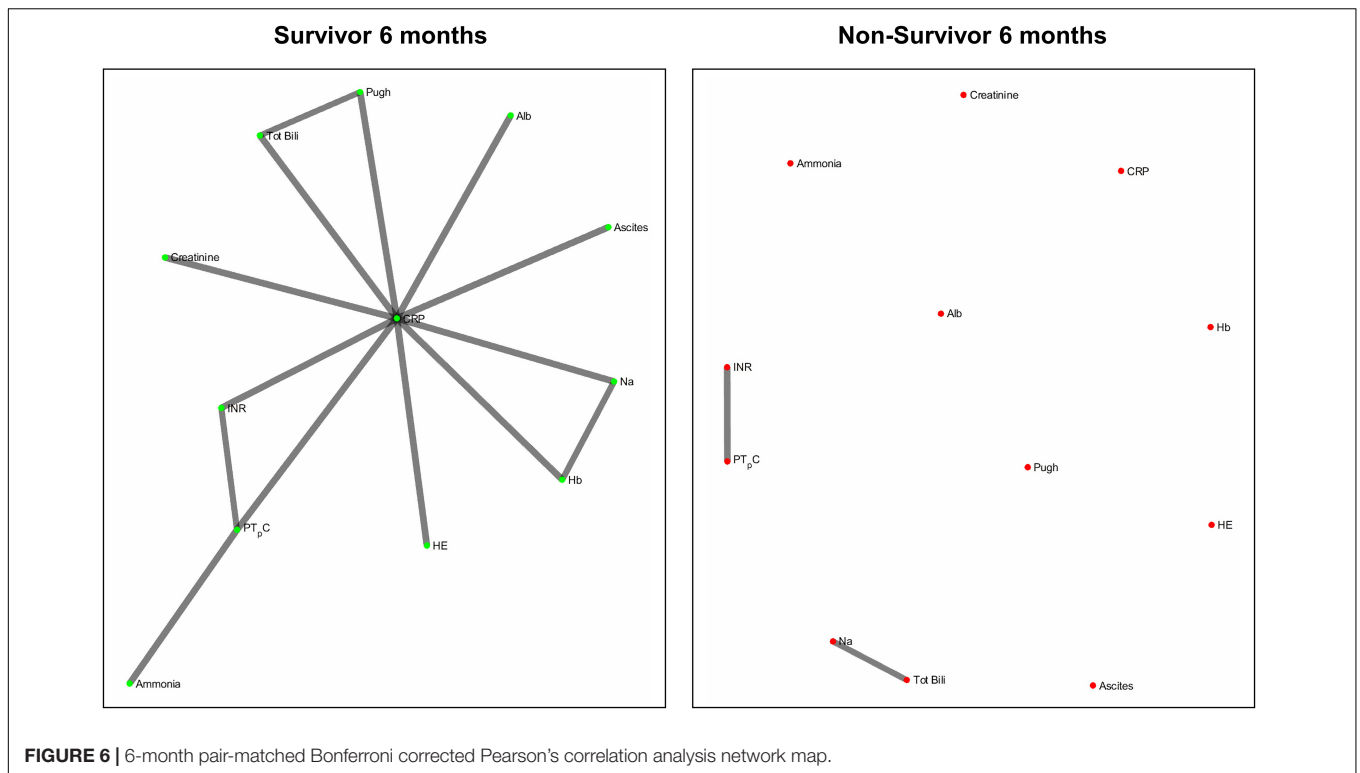 Survivor 6 months
Non-Survivor 6 months
Pugh
Alb
Tot Bili
Ascites
Creatinine
CRP
Na
INR
Hb
PTpC
HE
Ammonia
Creatinine
Ammonia
CRP
Alb
Hb
INR
PTpC
Pugh
HE
Na
Tot Bili
Ascites
FIGURE 6 | 6-month pair-matched Bonferroni corrected Pearson's correlation analysis network map.